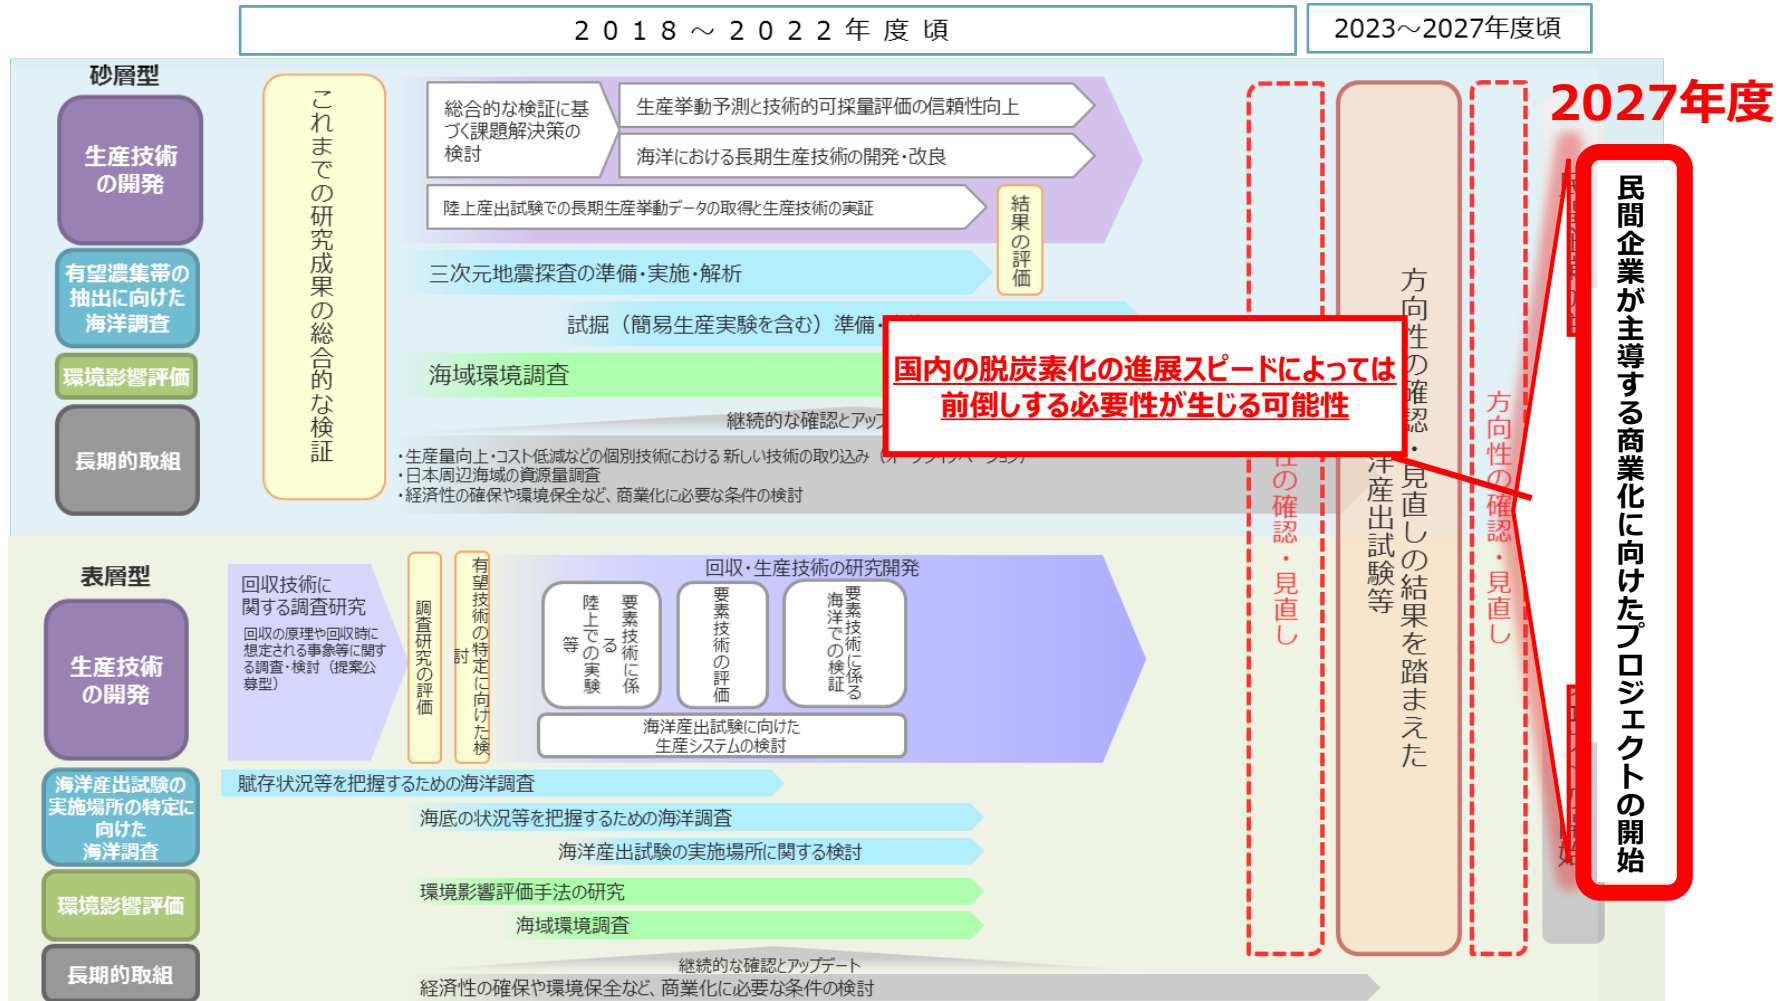 2018～2022年度頃
2023～2027年度頃
砂層型
2027年度
生産技術
の開発
これまでの研究成果の総合的な検証
総合的な検証に基
づく課題解決策の
検討
生産挙動予測と技術的可採量評価の信頼性向上
海洋における長期生産技術の開発・改良
陸上産出試験での長期生産挙動データの取得と生産技術の実証
結果の評価
有望濃集帯の
抽出に向けた
海洋調査
三次元地震探査の準備・実施・解析
試掘（簡易生産実験を含む）準備・
環境影響評価
海域環境調査
国内の脱炭素化の進展スピードによっては
前倒しする必要性が生じる可能性
長期的取組
継続的な確認とアップ
・生産量向上・コスト低減などの個別技術における新しい技術の取り込み（オープンイノベーション）
・日本周辺海域の資源量調査
・経済性の確保や環境保全など、商業化に必要な条件の検討
性の確認・見直し
方向性の確認・見直しの結果を踏まえた
洋産出試験等
方向性の確認・見直し
民間企業が主導する商業化に向けたプロジェクトの開始
表層型
生産技術
の開発
回収技術に
関する調査研究
回収の原理や回収時に
想定される事象等に関す
る調査・検討（提案公
募型）
調査研究の評価
有望技術の特定に向けた検
討
回収・生産技術の研究開発
要素技術に係
る
陸上での実験
等
要素技術の評価
要素技術に係る
海洋での検証
海洋産出試験に向けた
生産システムの検討
海洋産出試験の
実施場所の特定に
向けた
海洋調査
賦存状況等を把握するための海洋調査
海底の状況等を把握するための海洋調査
海洋産出試験の実施場所に関する検討
環境影響評価
環境影響評価手法の研究
海域環境調査
長期的取組
継続的な確認とアップデート
経済性の確保や環境保全など、商業化に必要な条件の検討